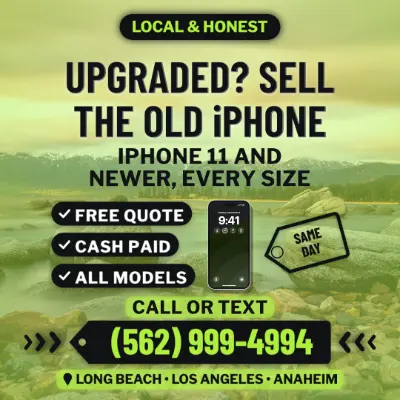 LOCAL & HONEST
UPGRADED? SELL
THE OLD iPHONE
IPHONE 11 AND
NEWER, EVERY SIZE
FREE QUOTE
CASH PAID
ALL MODELS
9:41
SAME
DAY
CALL OR TEXT
(562) 999-4994
LONG BEACH • LOS ANGELES • ANAHEIM